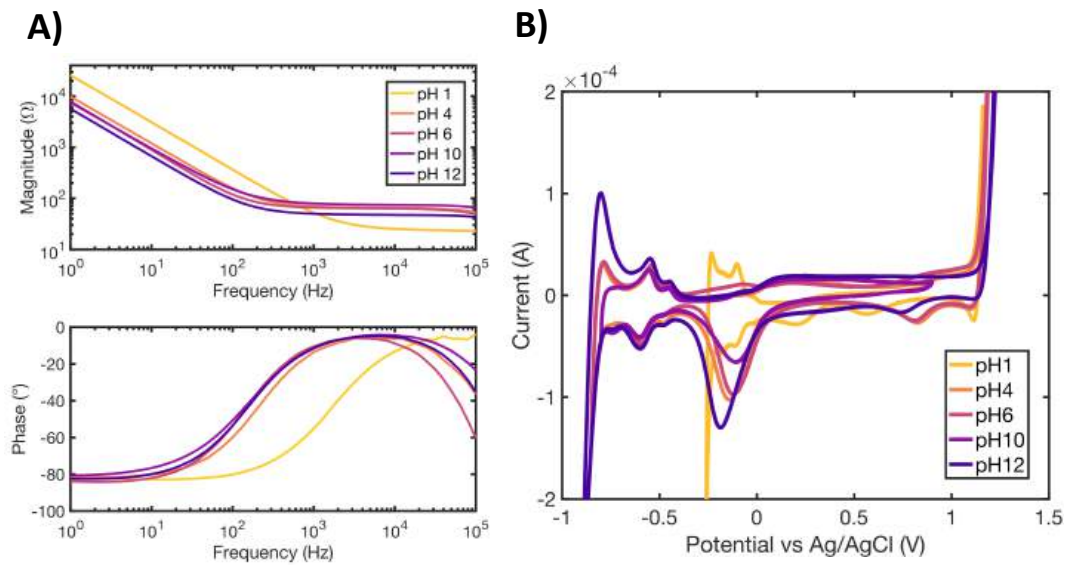 A)
B)
10⁴
10³
10²
10¹
Magnitude (Ω)
pH 1
pH 4
pH 6
pH 10
pH 12
10⁰ 10¹ 10² 10³ 10⁴ 10⁵
Frequency (Hz)
0
-20
-40
-60
-80
-100
Phase (°)
10⁰ 10¹ 10² 10³ 10⁴ 10⁵
Frequency (Hz)
×10⁻⁴
2
1
0
-1
-2
Current (A)
pH1
pH4
pH6
pH10
pH12
-1 -0.5 0 0.5 1 1.5
Potential vs Ag/AgCl (V)